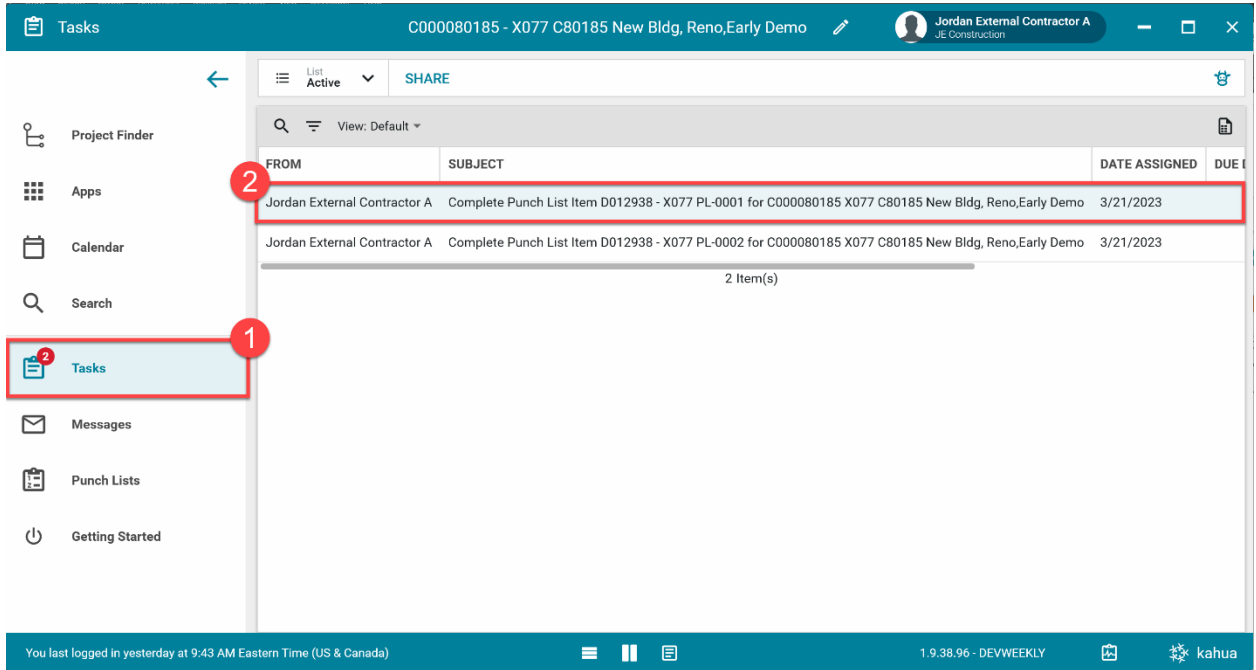 Tasks
C000080185 - X077 C80185 New Bldg, Reno,Early Demo
Jordan External Contractor A
JE Construction
List
Active
SHARE
Project Finder
View: Default
FROM SUBJECT DATE ASSIGNED DUE
Apps
2
Jordan External Contractor A Complete Punch List Item D012938 - X077 PL-0001 for C000080185 X077 C80185 New Bldg, Reno,Early Demo 3/21/2023
Calendar
Jordan External Contractor A Complete Punch List Item D012938 - X077 PL-0002 for C000080185 X077 C80185 New Bldg, Reno,Early Demo 3/21/2023
2 Item(s)
Search
1
2
Tasks
Messages
Punch Lists
Getting Started
You last logged in yesterday at 9:43 AM Eastern Time (US & Canada)
1.9.38.96 - DEVWEEKLY
kahua